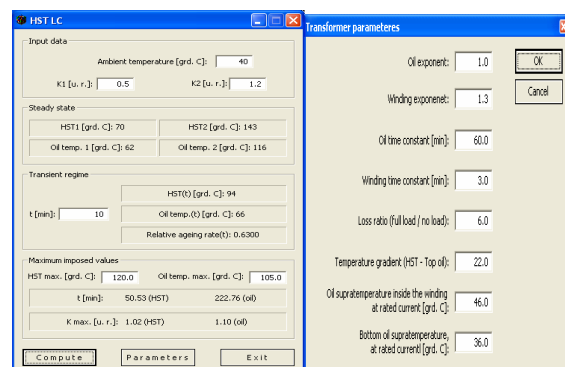 HST LC
Input data
Ambient temperature [grd. C]: 40
K1 [u. r.]: 0.5 K2 [u. r.]: 1.2
Steady state
HST1 [grd. C]: 70 HST2 [grd. C]: 143
Oil temp. 1 [grd. C]: 62 Oil temp. 2 [grd. C]: 116
Transient regime
HST(t) [grd. C]: 94
t [min]: 10 Oil temp.(t) [grd. C]: 66
Relative ageing rate(t): 0.6300
Maximum imposed values
HST max. [grd. C]: 120.0 Oil temp. max. [grd. C]: 105.0
t [min]: 50.53 (HST) 222.76 (oil)
K max. [u. r.]: 1.02 (HST) 1.10 (oil)
Compute Parameters Exit
Transformer parameteres
Oil exponent: 1.0 OK
Winding exponenet: 1.3 Cancel
Oil time constant [min]: 60.0
Winding time constant [min]: 3.0
Loss ratio (full load / no load): 6.0
Temperature gradient (HST - Top oil): 22.0
Oil supratemperature inside the winding
at rated current [grd. C]: 46.0
Bottom oil supratemperature,
at rated currentl [grd. C]: 36.0